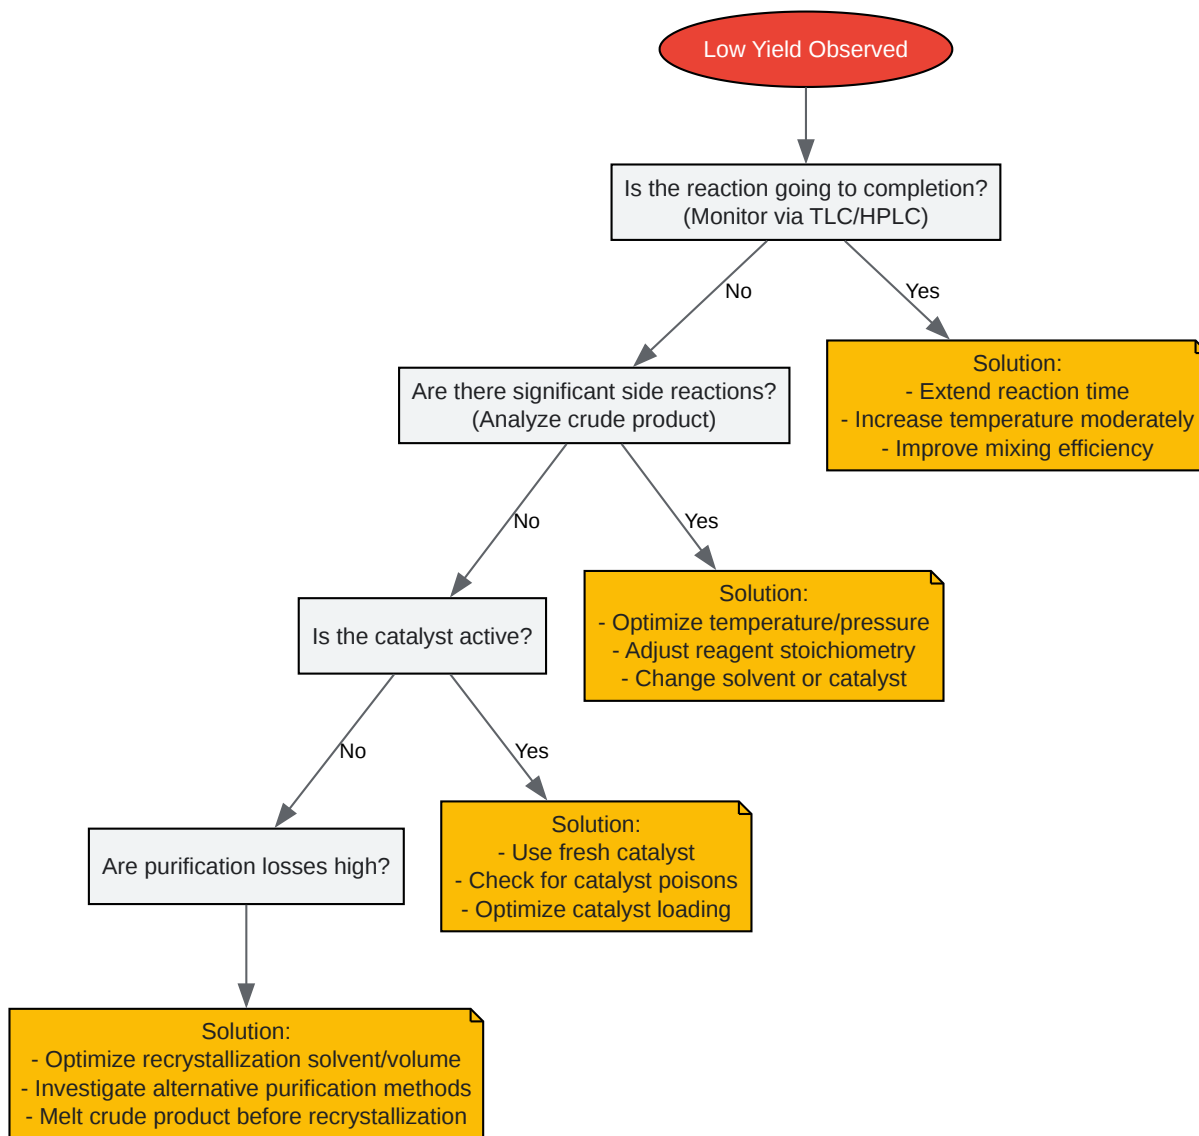 Low Yield Observed
Is the reaction going to completion?
(Monitor via TLC/HPLC)
No
Yes
Solution:
- Extend reaction time
- Increase temperature moderately
- Improve mixing efficiency
Are there significant side reactions?
(Analyze crude product)
No
Yes
Solution:
- Optimize temperature/pressure
- Adjust reagent stoichiometry
- Change solvent or catalyst
Is the catalyst active?
No
Yes
Solution:
- Use fresh catalyst
- Check for catalyst poisons
- Optimize catalyst loading
Are purification losses high?
Solution:
- Optimize recrystallization solvent/volume
- Investigate alternative purification methods
- Melt crude product before recrystallization